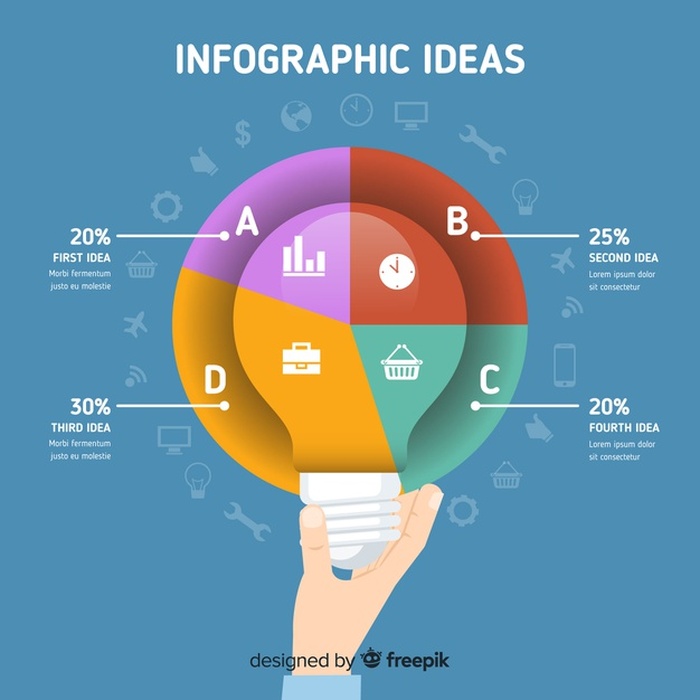 INFOGRAPHIC IDEAS
A
20%
FIRST IDEA
Morbi fermentum
justo eu molestie
B
25%
SECOND IDEA
Lorem ipsum dolor
sit consectetur
D
30%
THIRD IDEA
Morbi fermentum
justo eu molestie
C
20%
FOURTH IDEA
Lorem ipsum dolor
sit consectetur
$
designed by freepik